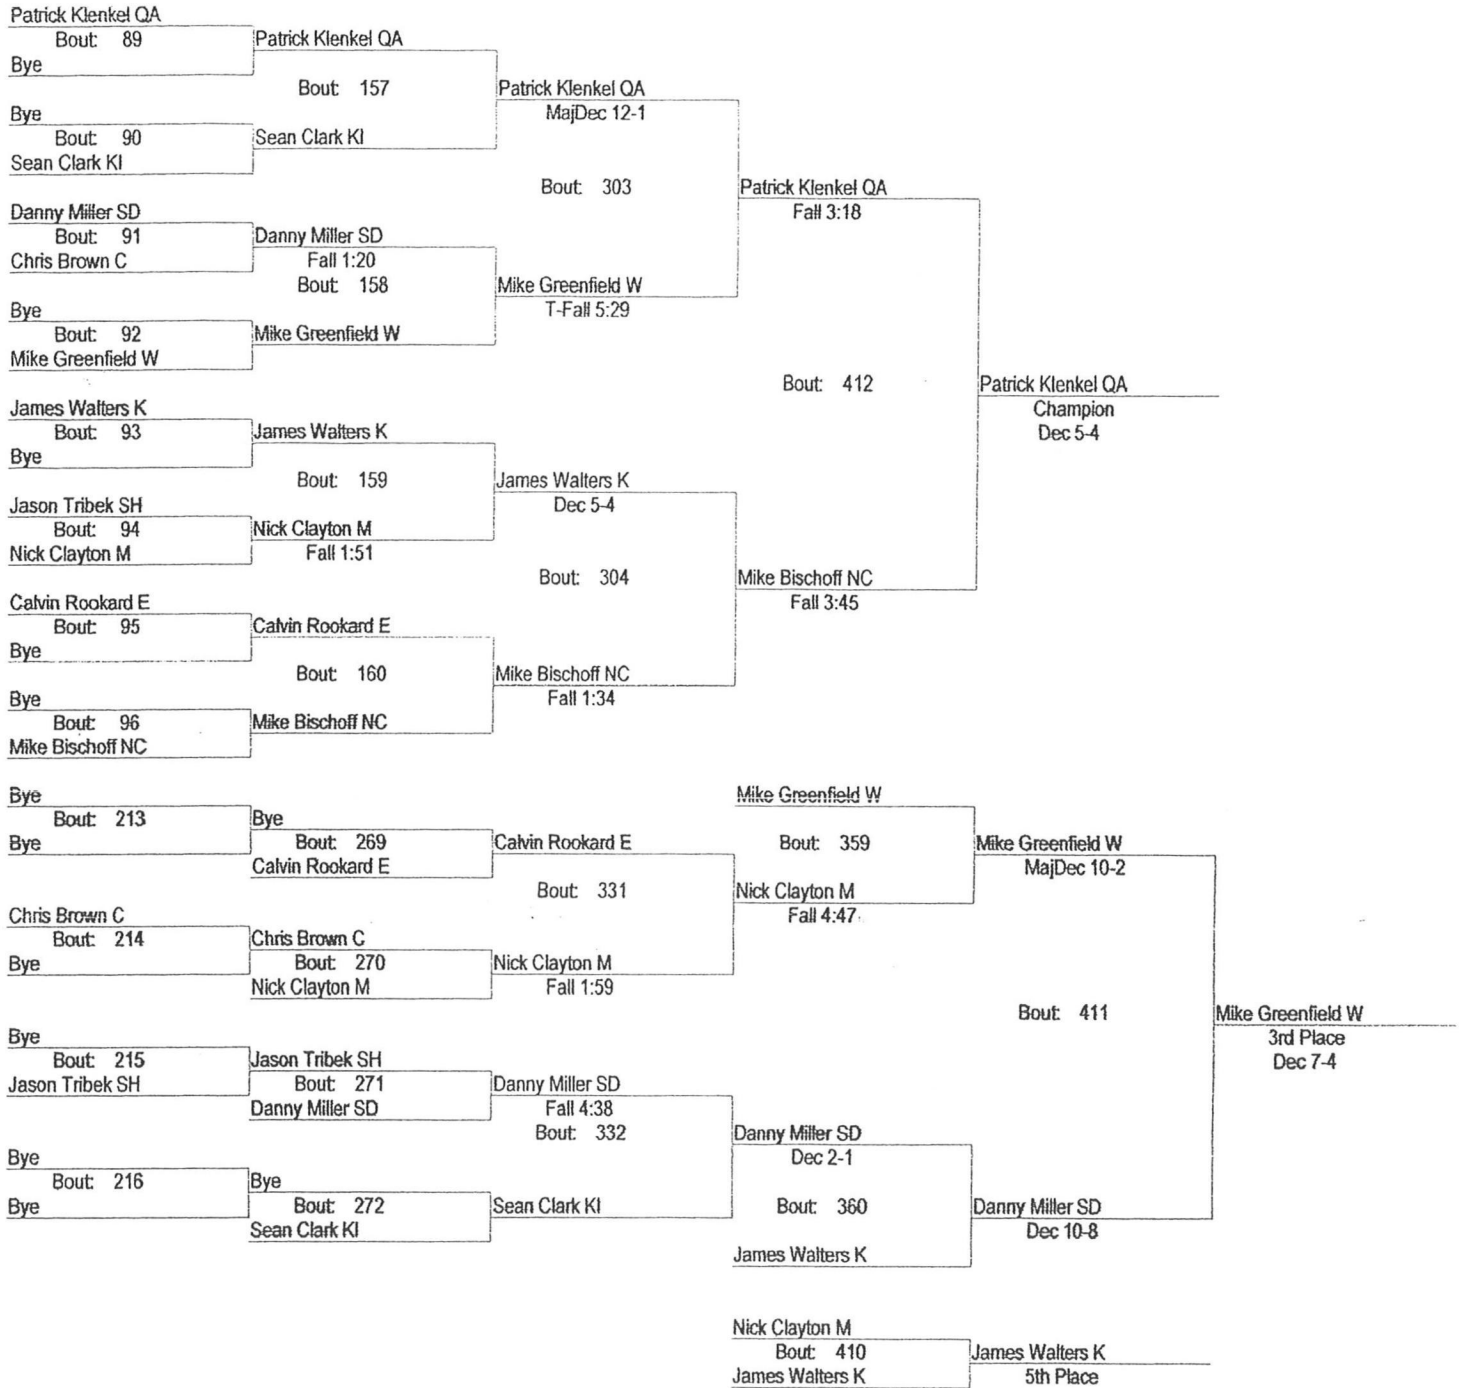 Patrick Klenkel QA
Bout: 89
Bye
Patrick Klenkel QA
Bout: 157
Bye
Bout: 90
Sean Clark KI
Sean Clark KI
Patrick Klenkel QA
MajDec 12-1
Bout: 303
Danny Miller SD
Bout: 91
Chris Brown C
Danny Miller SD
Fall 1:20
Bout: 158
Bye
Bout: 92
Mike Greenfield W
Mike Greenfield W
Mike Greenfield W
T-Fall 5:29
Patrick Klenkel QA
Fall 3:18
Bout: 412
James Walters K
Bout: 93
Bye
James Walters K
Bout: 159
Jason Tribek SH
Bout: 94
Nick Clayton M
Nick Clayton M
Fall 1:51
James Walters K
Dec 5-4
Bout: 304
Calvin Rookard E
Bout: 95
Bye
Calvin Rookard E
Bout: 160
Bye
Bout: 96
Mike Bischoff NC
Mike Bischoff NC
Mike Bischoff NC
Fall 1:34
Mike Bischoff NC
Fall 3:45
Patrick Klenkel QA
Champion
Dec 5-4
Bye
Bout: 213
Bye
Bye
Bout: 269
Calvin Rookard E
Calvin Rookard E
Bout: 331
Chris Brown C
Bout: 214
Bye
Chris Brown C
Bout: 270
Nick Clayton M
Nick Clayton M
Fall 1:59
Mike Greenfield W
Bout: 359
Nick Clayton M
Fall 4:47
Mike Greenfield W
MajDec 10-2
Bout: 411
Bye
Bout: 215
Jason Tribek SH
Jason Tribek SH
Bout: 271
Danny Miller SD
Danny Miller SD
Fall 4:38
Bout: 332
Bye
Bout: 216
Bye
Bye
Bout: 272
Sean Clark KI
Sean Clark KI
Danny Miller SD
Dec 2-1
Bout: 360
James Walters K
Danny Miller SD
Dec 10-8
Mike Greenfield W
3rd Place
Dec 7-4
Nick Clayton M
Bout: 410
James Walters K
James Walters K
5th Place